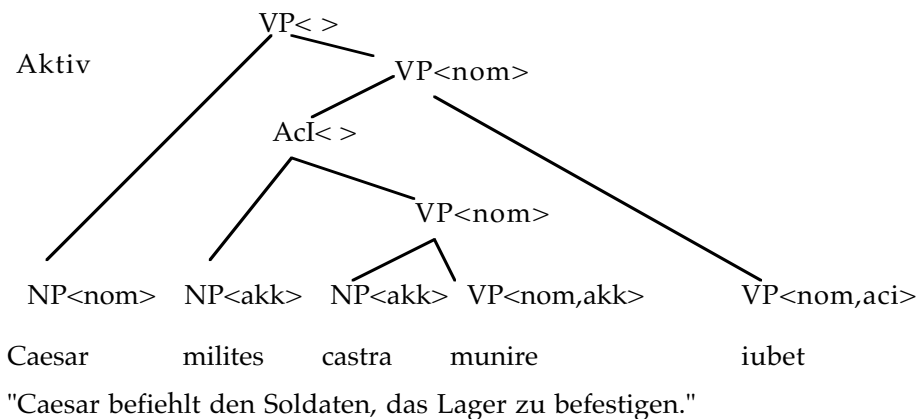 VP< >
Aktiv
VP<nom>
AcI< >
VP<nom>
NP<nom> NP<akk> NP<akk> VP<nom,akk> VP<nom,aci>
Caesar milites castra munire iubet
"Caesar befiehlt den Soldaten, das Lager zu befestigen."